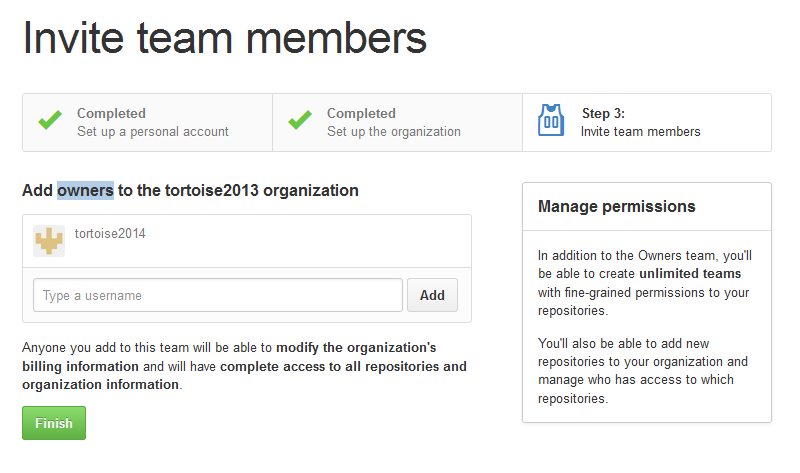 Invite team members
Completed
Set up a personal account
Completed
Set up the organization
Step 3:
Invite team members
Add owners to the tortoise2013 organization
tortoise2014
Type a username
Add
Anyone you add to this team will be able to modify the organization's
billing information and will have complete access to all repositories and
organization information.
Finish
Manage permissions
In addition to the Owners team, you'll
be able to create unlimited teams
with fine-grained permissions to your
repositories.
You'll also be able to add new
repositories to your organization and
manage who has access to which
repositories.